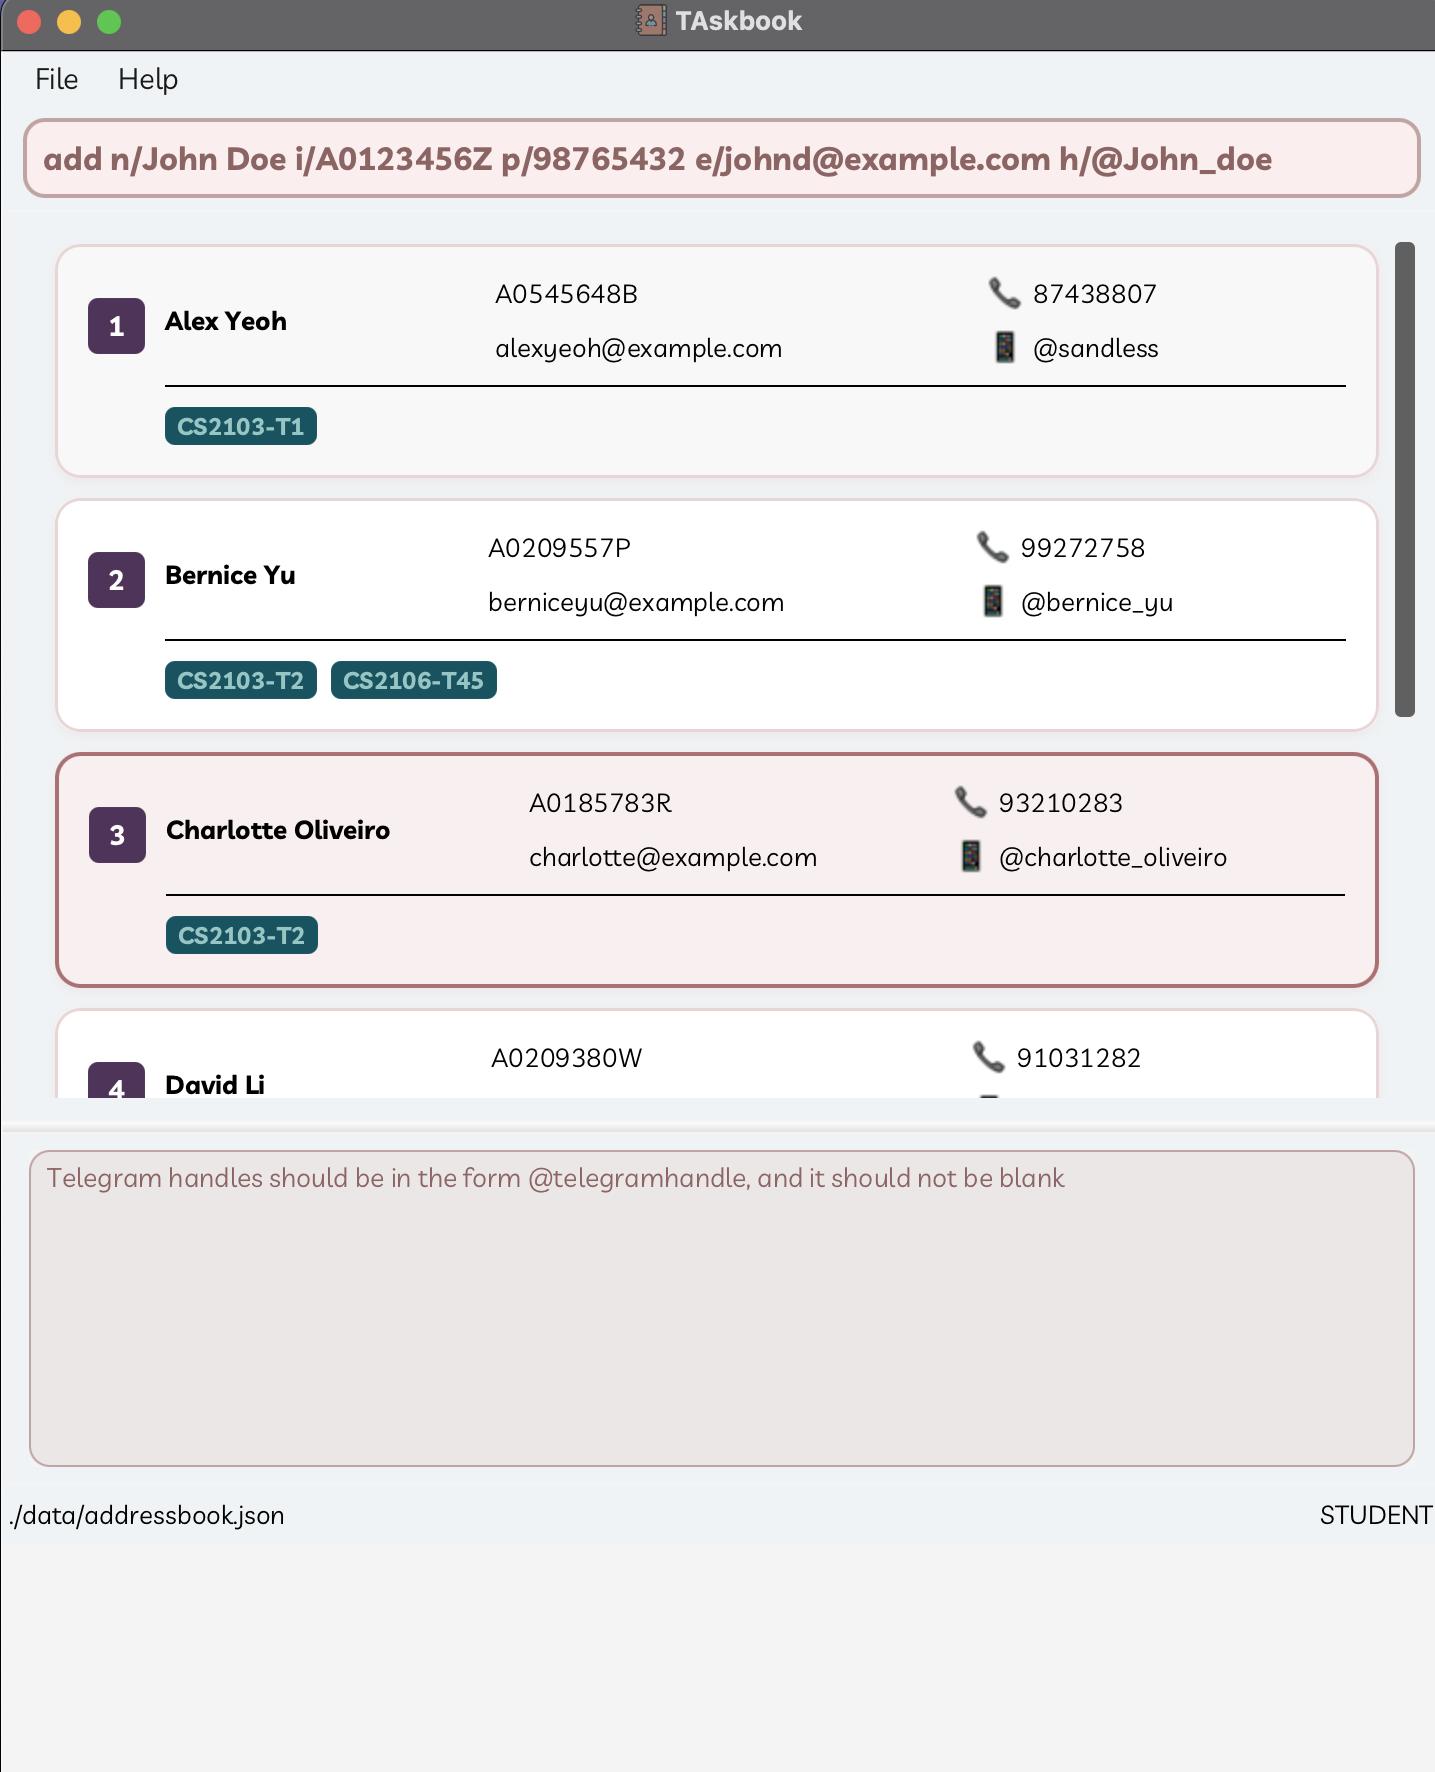 TAskbook
File Help
add n/John Doe i/A0123456Z p/98765432 e/johnd@example.com h/@John_doe
1 Alex Yeoh
A0545648B
alexyeoh@example.com
87438807
@sandless
CS2103-T1
2 Bernice Yu
A0209557P
berniceyu@example.com
99272758
@bernice_yu
CS2103-T2 CS2106-T45
3 Charlotte Oliveiro
A0185783R
charlotte@example.com
93210283
@charlotte_oliveiro
CS2103-T2
4 David Li
A0209380W
91031282
Telegram handles should be in the form @telegramhandle, and it should not be blank
./data/addressbook.json
STUDENT